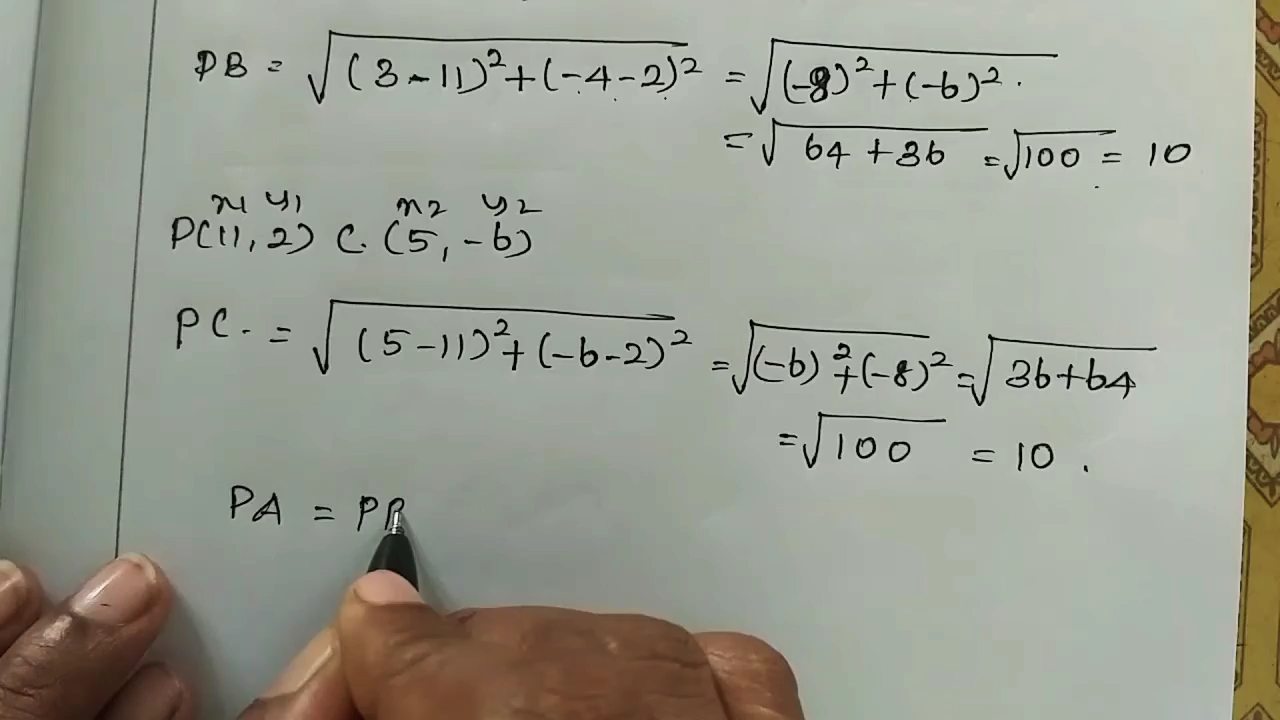 PB = √(3-11)²+(-4-2)² = √(-8)²+(-6)².
= √64+36 = √100 = 10
x1 y1 x2 y2
P(11,2) C.(5,-6)
PC. = √(5-11)²+(-6-2)² = √(-6)²+(-8)² = √36+64
= √100 = 10.
PA = PB